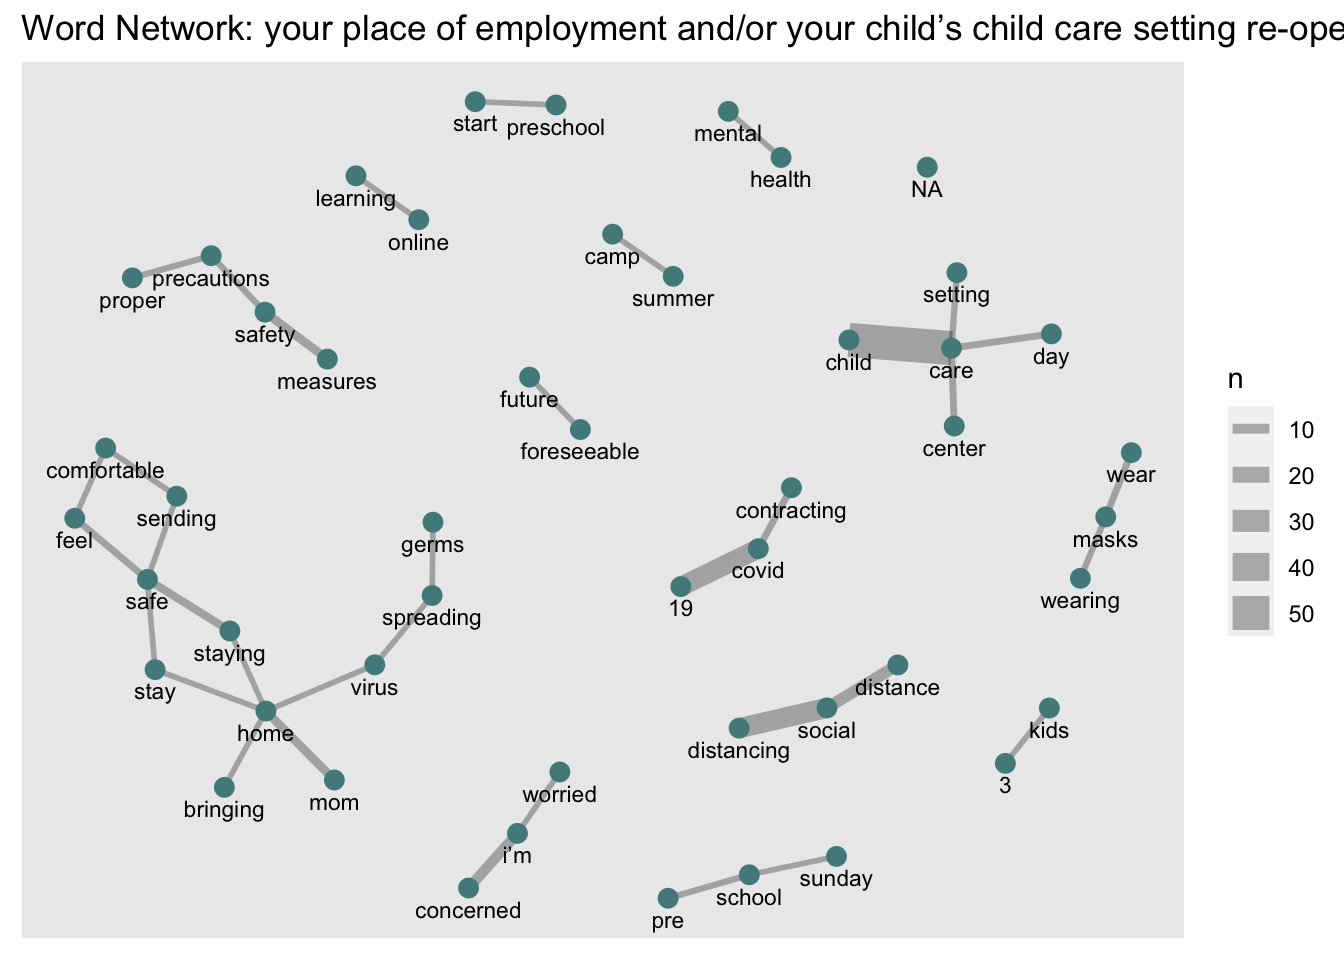 Word Network: your place of employment and/or your child’s child care setting re-ope
start
preschool
mental
health
NA
learning
online
camp
summer
precautions
proper
safety
measures
setting
child
care
day
center
future
foreseeable
comfortable
sending
feel
safe
staying
stay
home
bringing
mom
germs
spreading
virus
contracting
covid
19
wear
masks
wearing
distance
social
distancing
kids
3
worried
i’m
concerned
sunday
school
pre
n
10
20
30
40
50